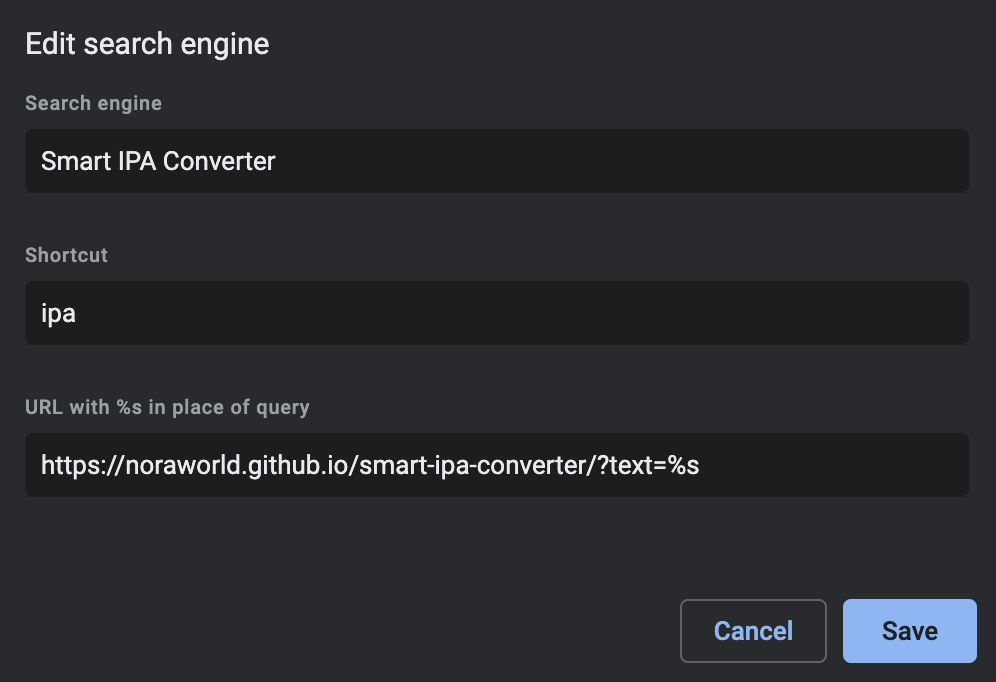 Edit search engine
Search engine
Smart IPA Converter
Shortcut
ipa
URL with %s in place of query
https://noraworld.github.io/smart-ipa-converter/?text=%s
Cancel
Save